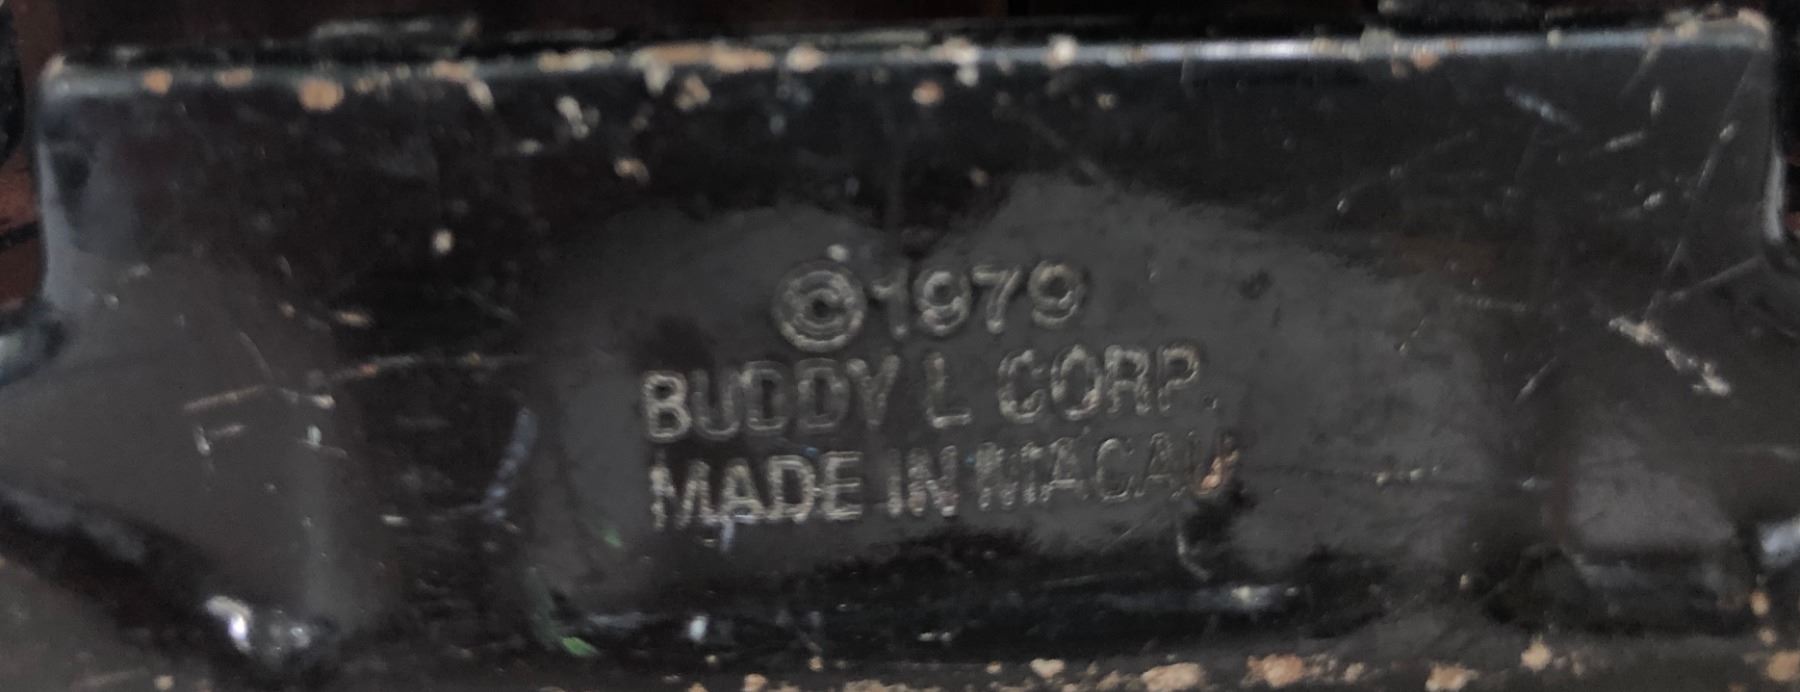 ©1979
BUDDY L CORP.
MADE IN MACAU